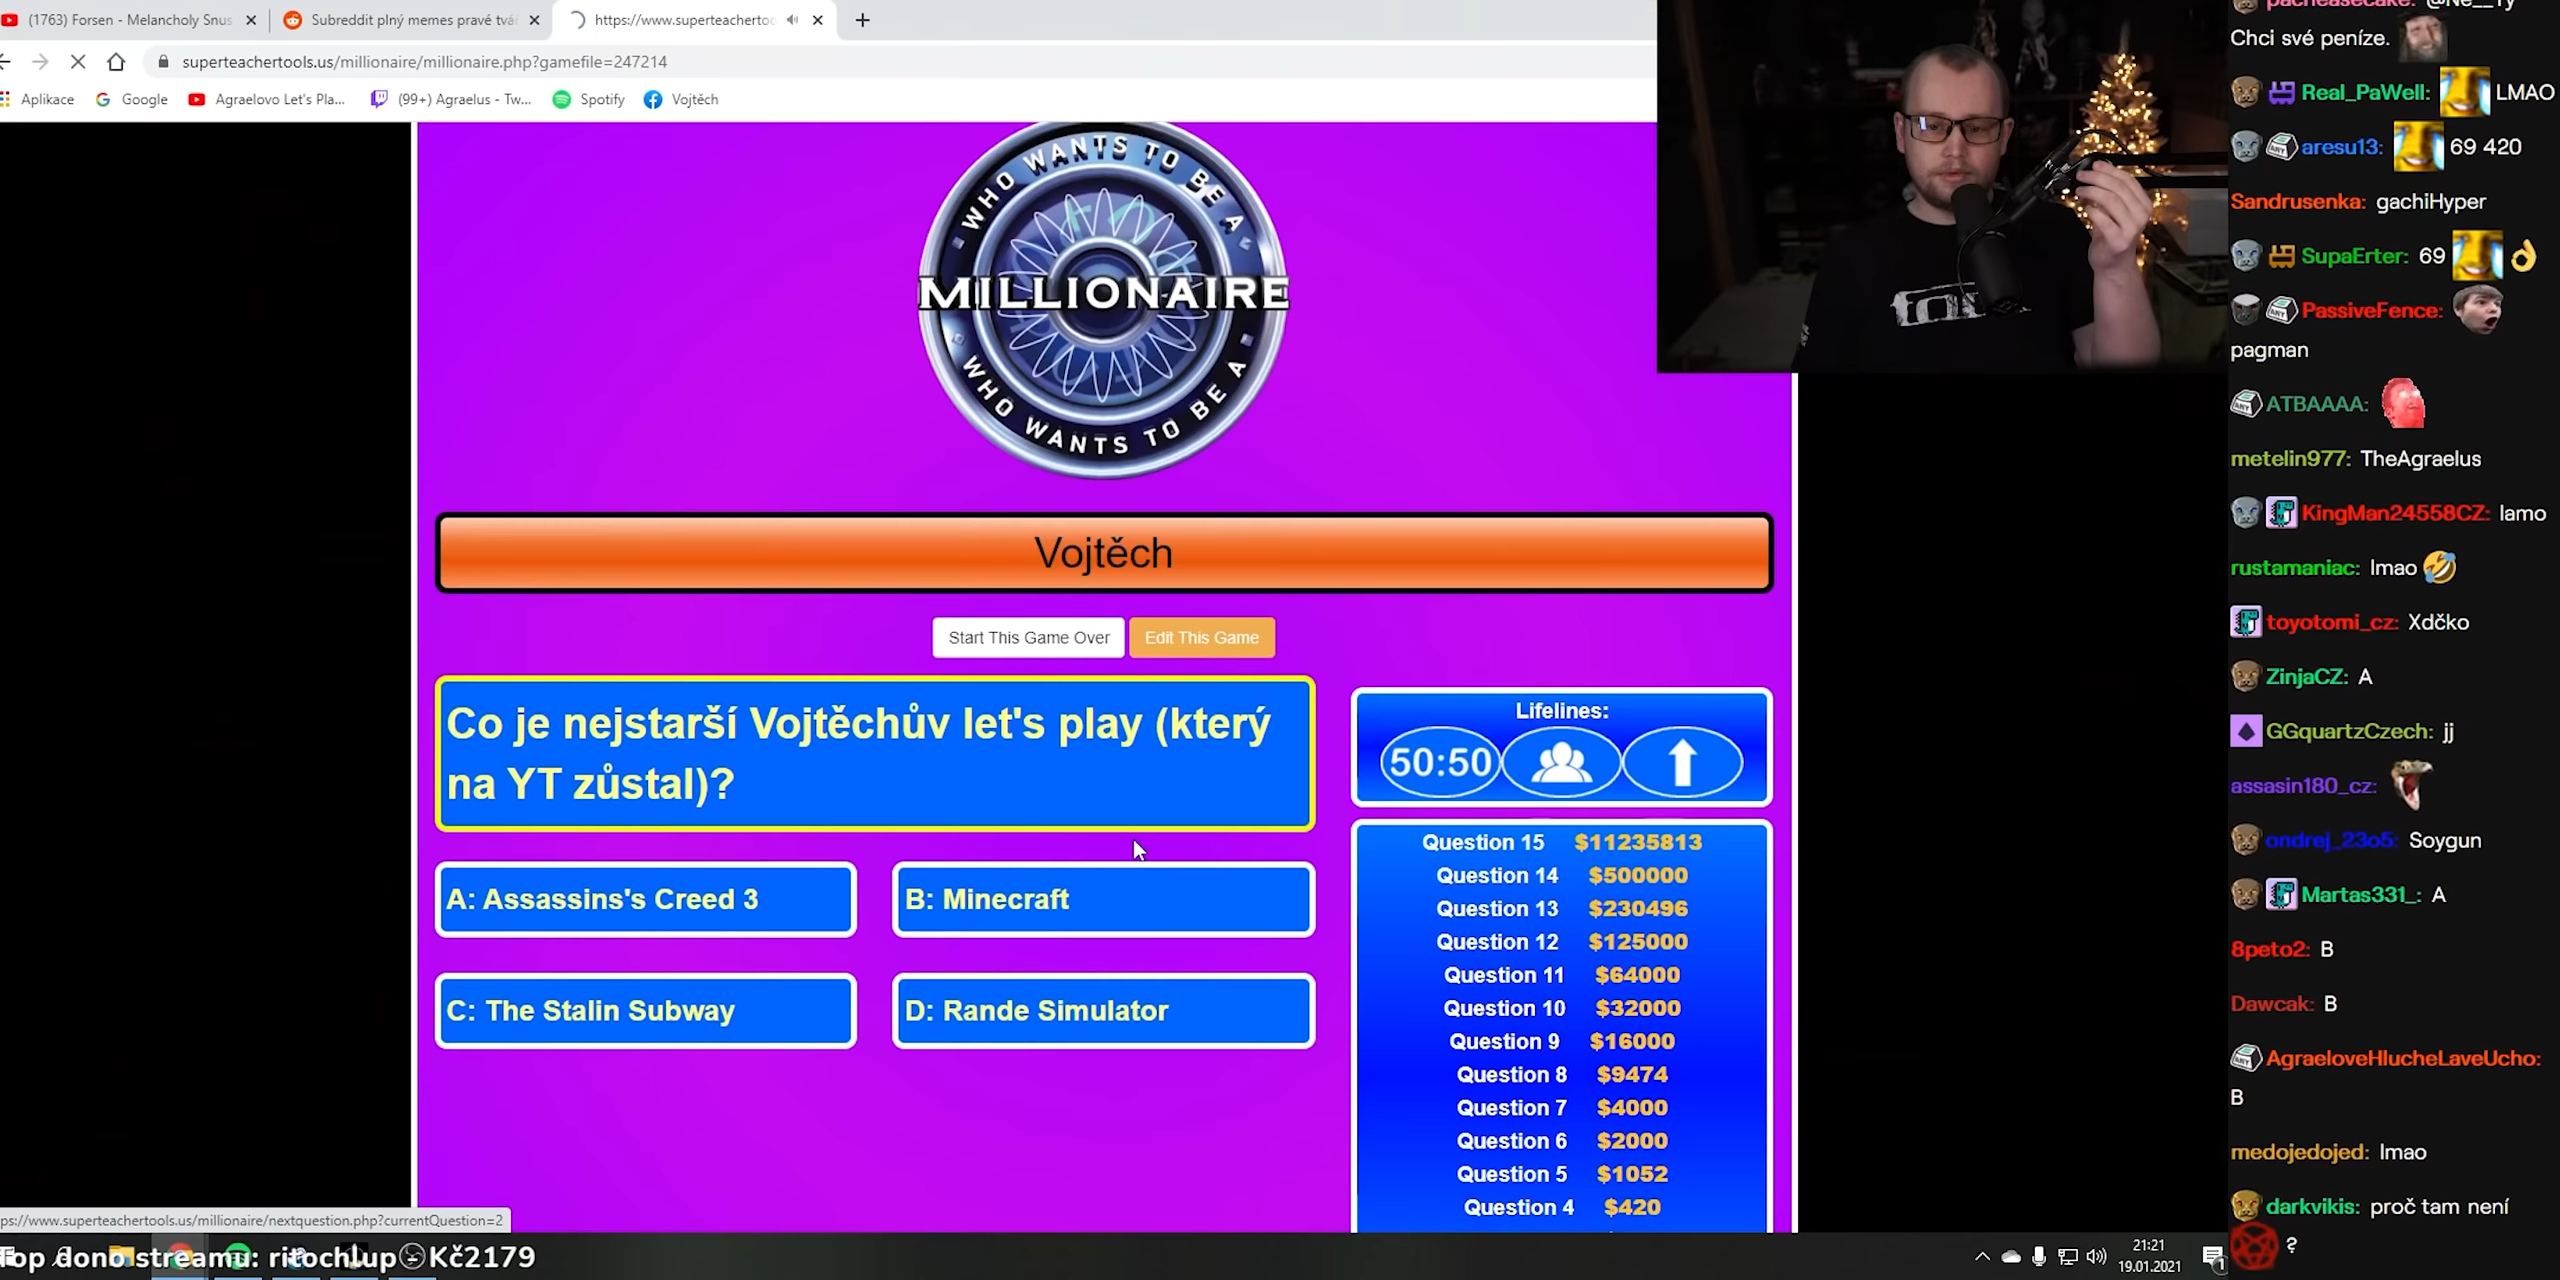 (1763) Forsen - Melancholy Snus
Subreddit plný memes pravé tvá
https://www.superteacherto
superteachertools.us/millionaire/millionaire.php?gamefile=247214
Aplikace
Google
Agraelovo Let's Pla...
(99+) Agraelus - Tw...
Spotify
Vojtěch
WHO WANTS TO BE A
MILLIONAIRE
WHO WANTS TO BE A
Vojtěch
Start This Game Over
Edit This Game
Co je nejstarší Vojtěchův let's play (který
na YT zůstal)?
A: Assassins's Creed 3
B: Minecraft
C: The Stalin Subway
D: Rande Simulator
Lifelines:
50:50
Question 15 $11235813
Question 14 $500000
Question 13 $230496
Question 12 $125000
Question 11 $64000
Question 10 $32000
Question 9 $16000
Question 8 $9474
Question 7 $4000
Question 6 $2000
Question 5 $1052
Question 4 $420
ps://www.superteachertools.us/millionaire/nextquestion.php?currentQuestion=2
Top dono streamu: ritochlup Kč2179
21:21
19.01.2021
Chci své peníze.
Real_PaWell: LMAO
aresu13: 69 420
Sandrusenka: gachiHyper
SupaErter: 69
PassiveFence:
pagman
ATBAAAA:
metelin977: TheAgraelus
KingMan24558CZ: lamo
rustamaniac: lmao
toyotomi_cz: Xdčko
ZinjaCZ: A
GGquartzCzech: jj
assasin180_cz:
ondrej_23o5: Soygun
Martas331_: A
8peto2: B
Dawcak: B
AgraeloveHlucheLaveUcho:
B
medojedojed: lmao
darkvikis: proč tam není
?